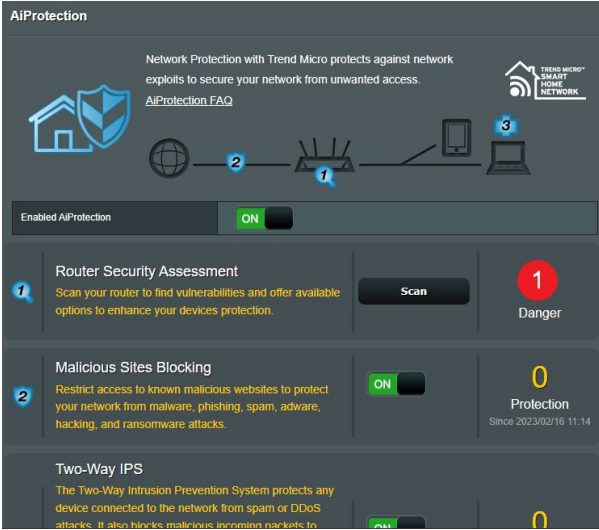 AiProtection
Network Protection with Trend Micro protects against network
exploits to secure your network from unwanted access.
AiProtection FAQ
TREND MICRO™
SMART
HOME
NETWORK
3
2
1
Enabled AiProtection
ON
1
Router Security Assessment
Scan your router to find vulnerabilities and offer available
options to enhance your devices protection.
Scan
1
Danger
2
Malicious Sites Blocking
Restrict access to known malicious websites to protect
your network from malware, phishing, spam, adware,
hacking, and ransomware attacks.
ON
0
Protection
Since 2023/02/16 11:14
Two-Way IPS
The Two-Way Intrusion Prevention System protects any
device connected to the network from spam or DDoS
attacks. It also blocks malicious incoming packets to
ON
0